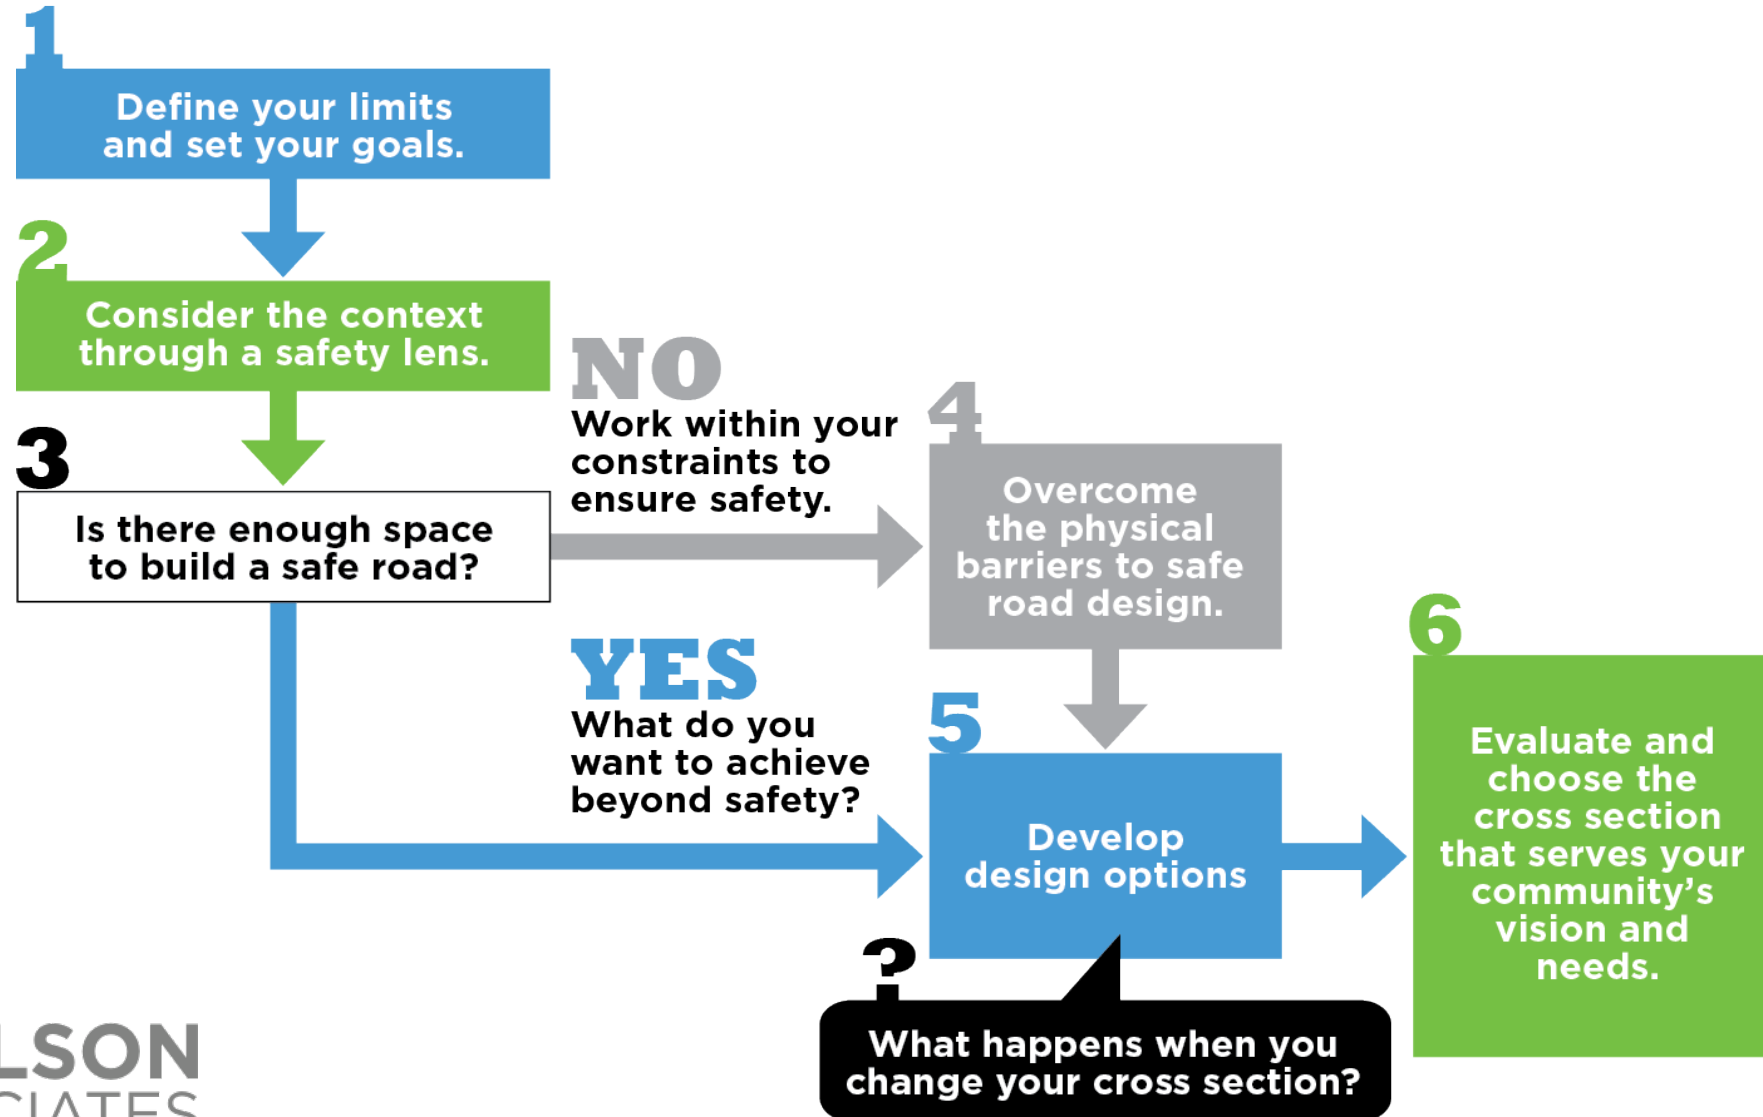 1
Define your limits
and set your goals.
2
Consider the context
through a safety lens.
3
Is there enough space
to build a safe road?
NO
Work within your
constraints to
ensure safety.
4
Overcome
the physical
barriers to safe
road design.
YES
What do you
want to achieve
beyond safety?
5
Develop
design options
?
What happens when you
change your cross section?
6
Evaluate and
choose the
cross section
that serves your
community’s
vision and
needs.
LSON
CIATES